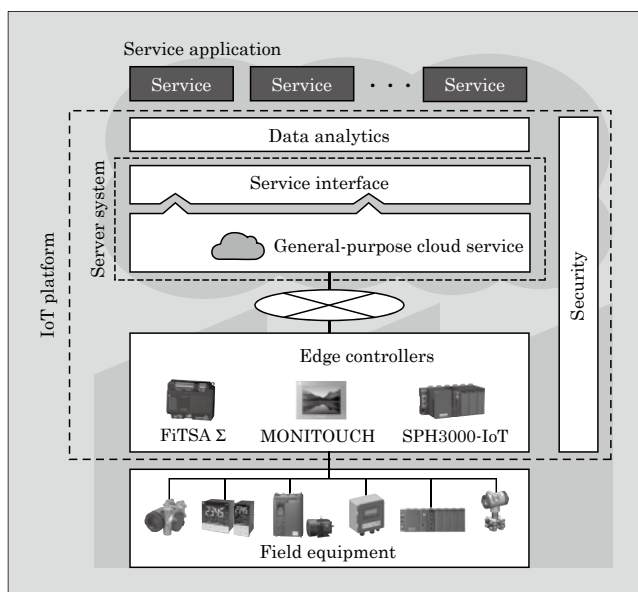 Service application
Service Service · · · Service
Data analytics
Service interface
General-purpose cloud service
Server system
IoT platform
Security
Edge controllers
FiTSA Σ MONITOUCH SPH3000-IoT
Field equipment